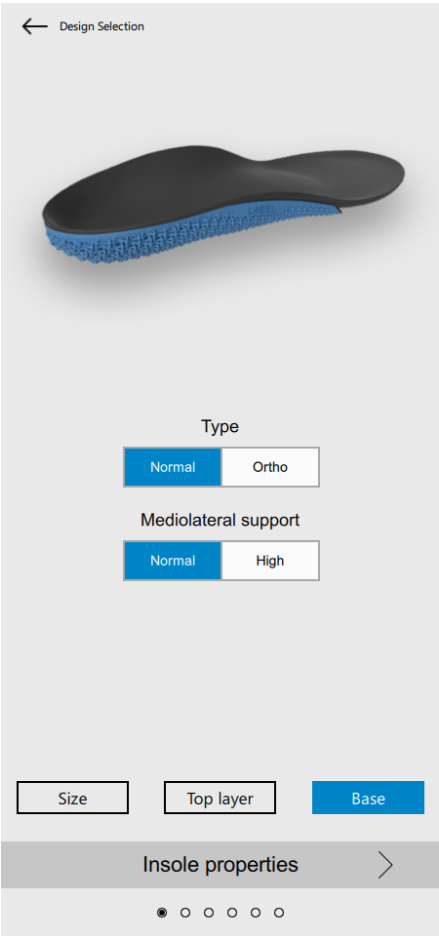 Design Selection
Type
Normal Ortho
Mediolateral support
Normal High
Size Top layer Base
Insole properties